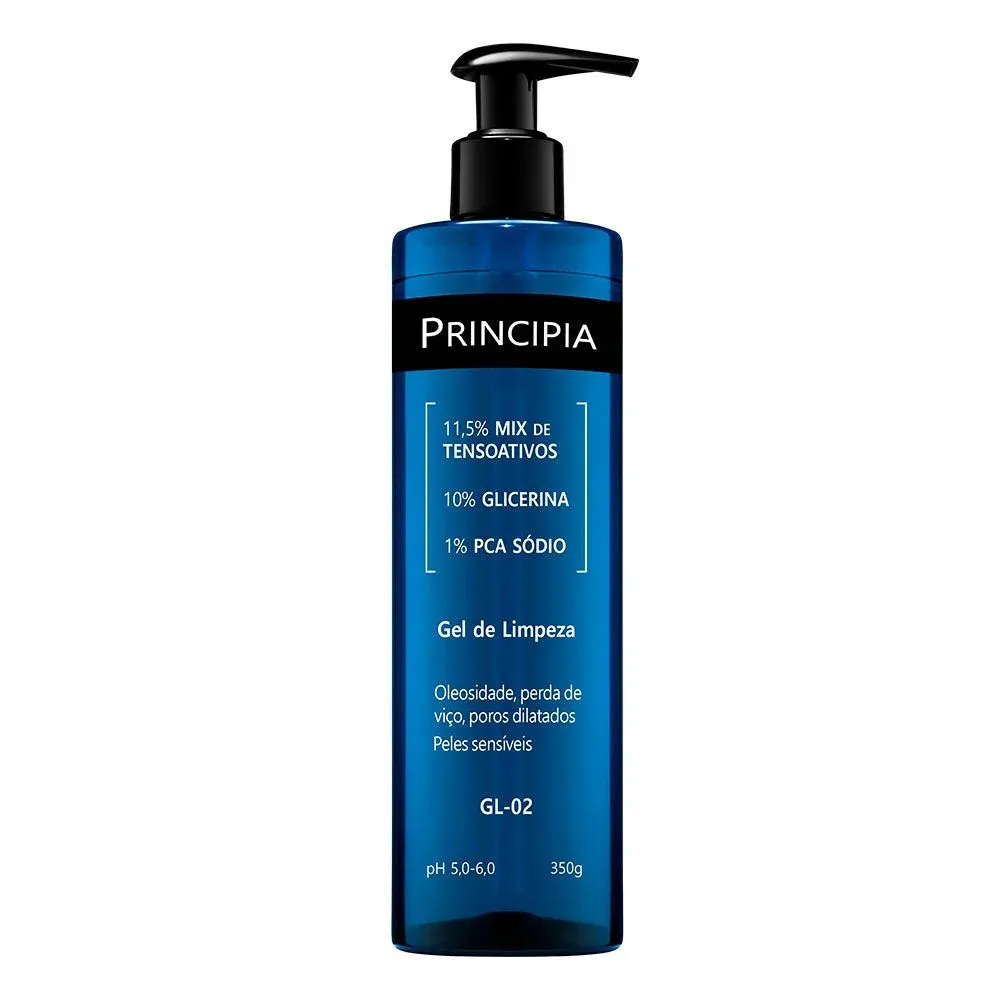 PRINCIPIA
11,5% MIX DE
TENSOATIVOS
10% GLICERINA
1% PCA SÓDIO
Gel de Limpeza
Oleosidade, perda de
viço, poros dilatados
Peles sensíveis
GL-02
pH 5,0-6,0 350g